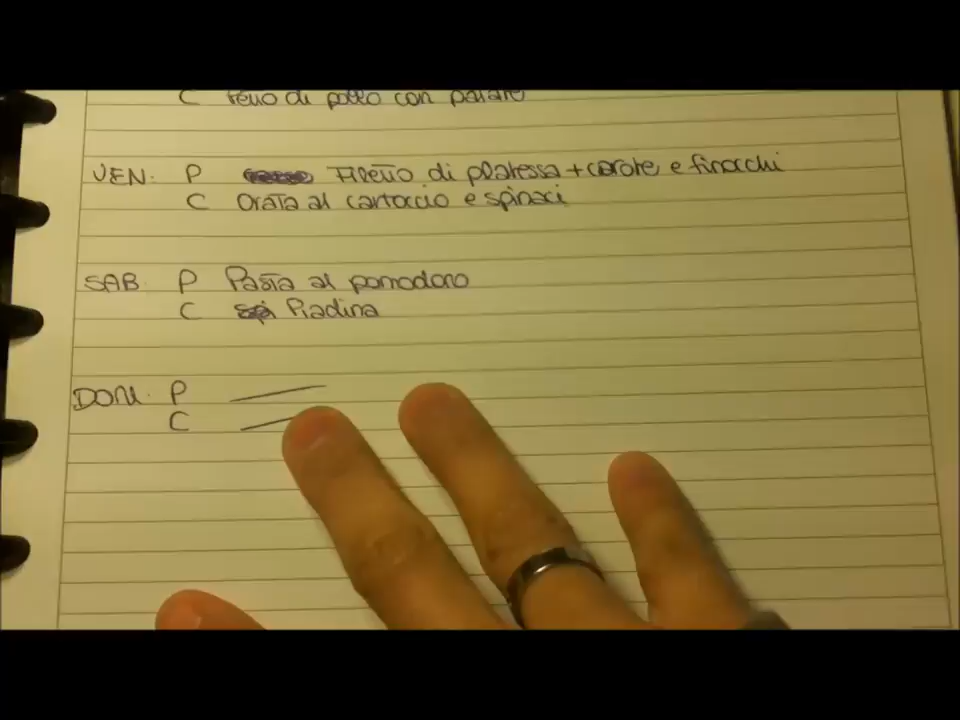 C di pollo con patate
VEN: P Filetto di platessa + carote e finocchi
C Orata al cartoccio e spinaci
SAB: P Pasta al pomodoro
C Piadina
DOM: P
C